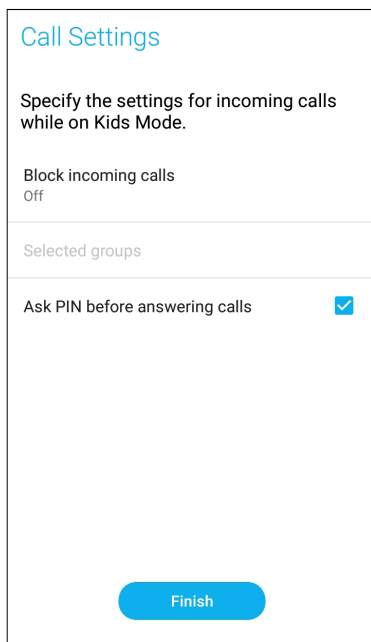 Call Settings
Specify the settings for incoming calls
while on Kids Mode.
Block incoming calls
Off
Selected groups
Ask PIN before answering calls
Finish